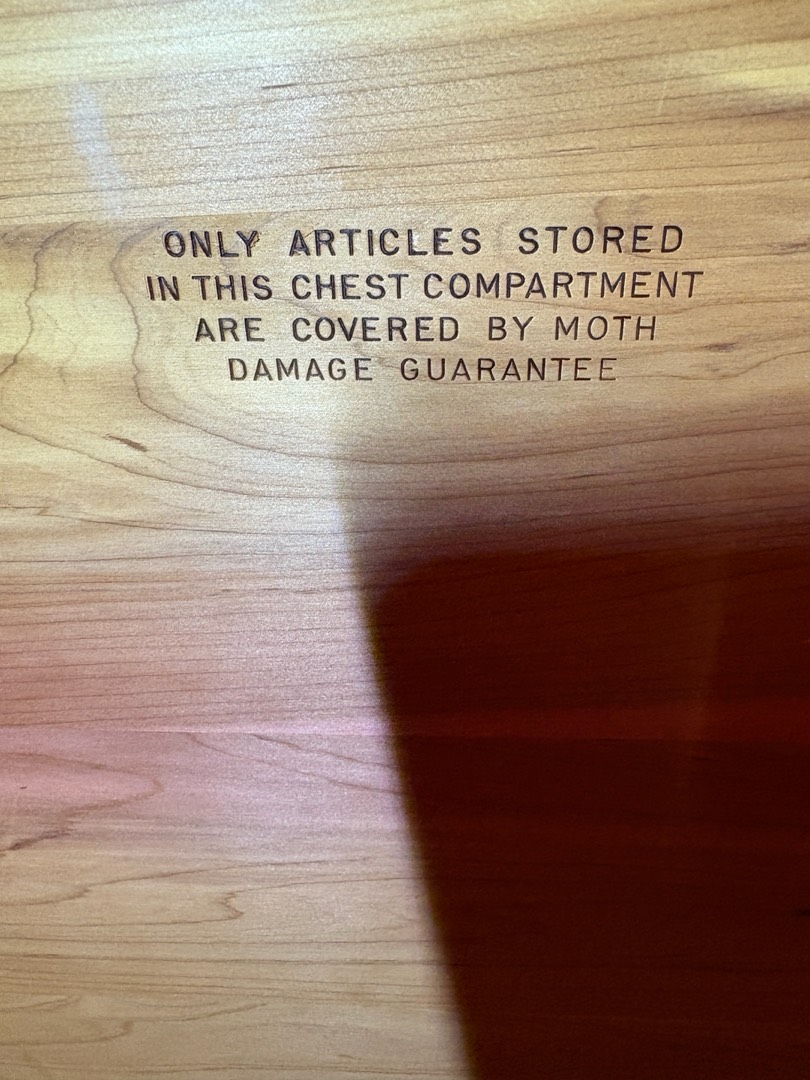 ONLY ARTICLES STORED
IN THIS CHEST COMPARTMENT
ARE COVERED BY MOTH
DAMAGE GUARANTEE